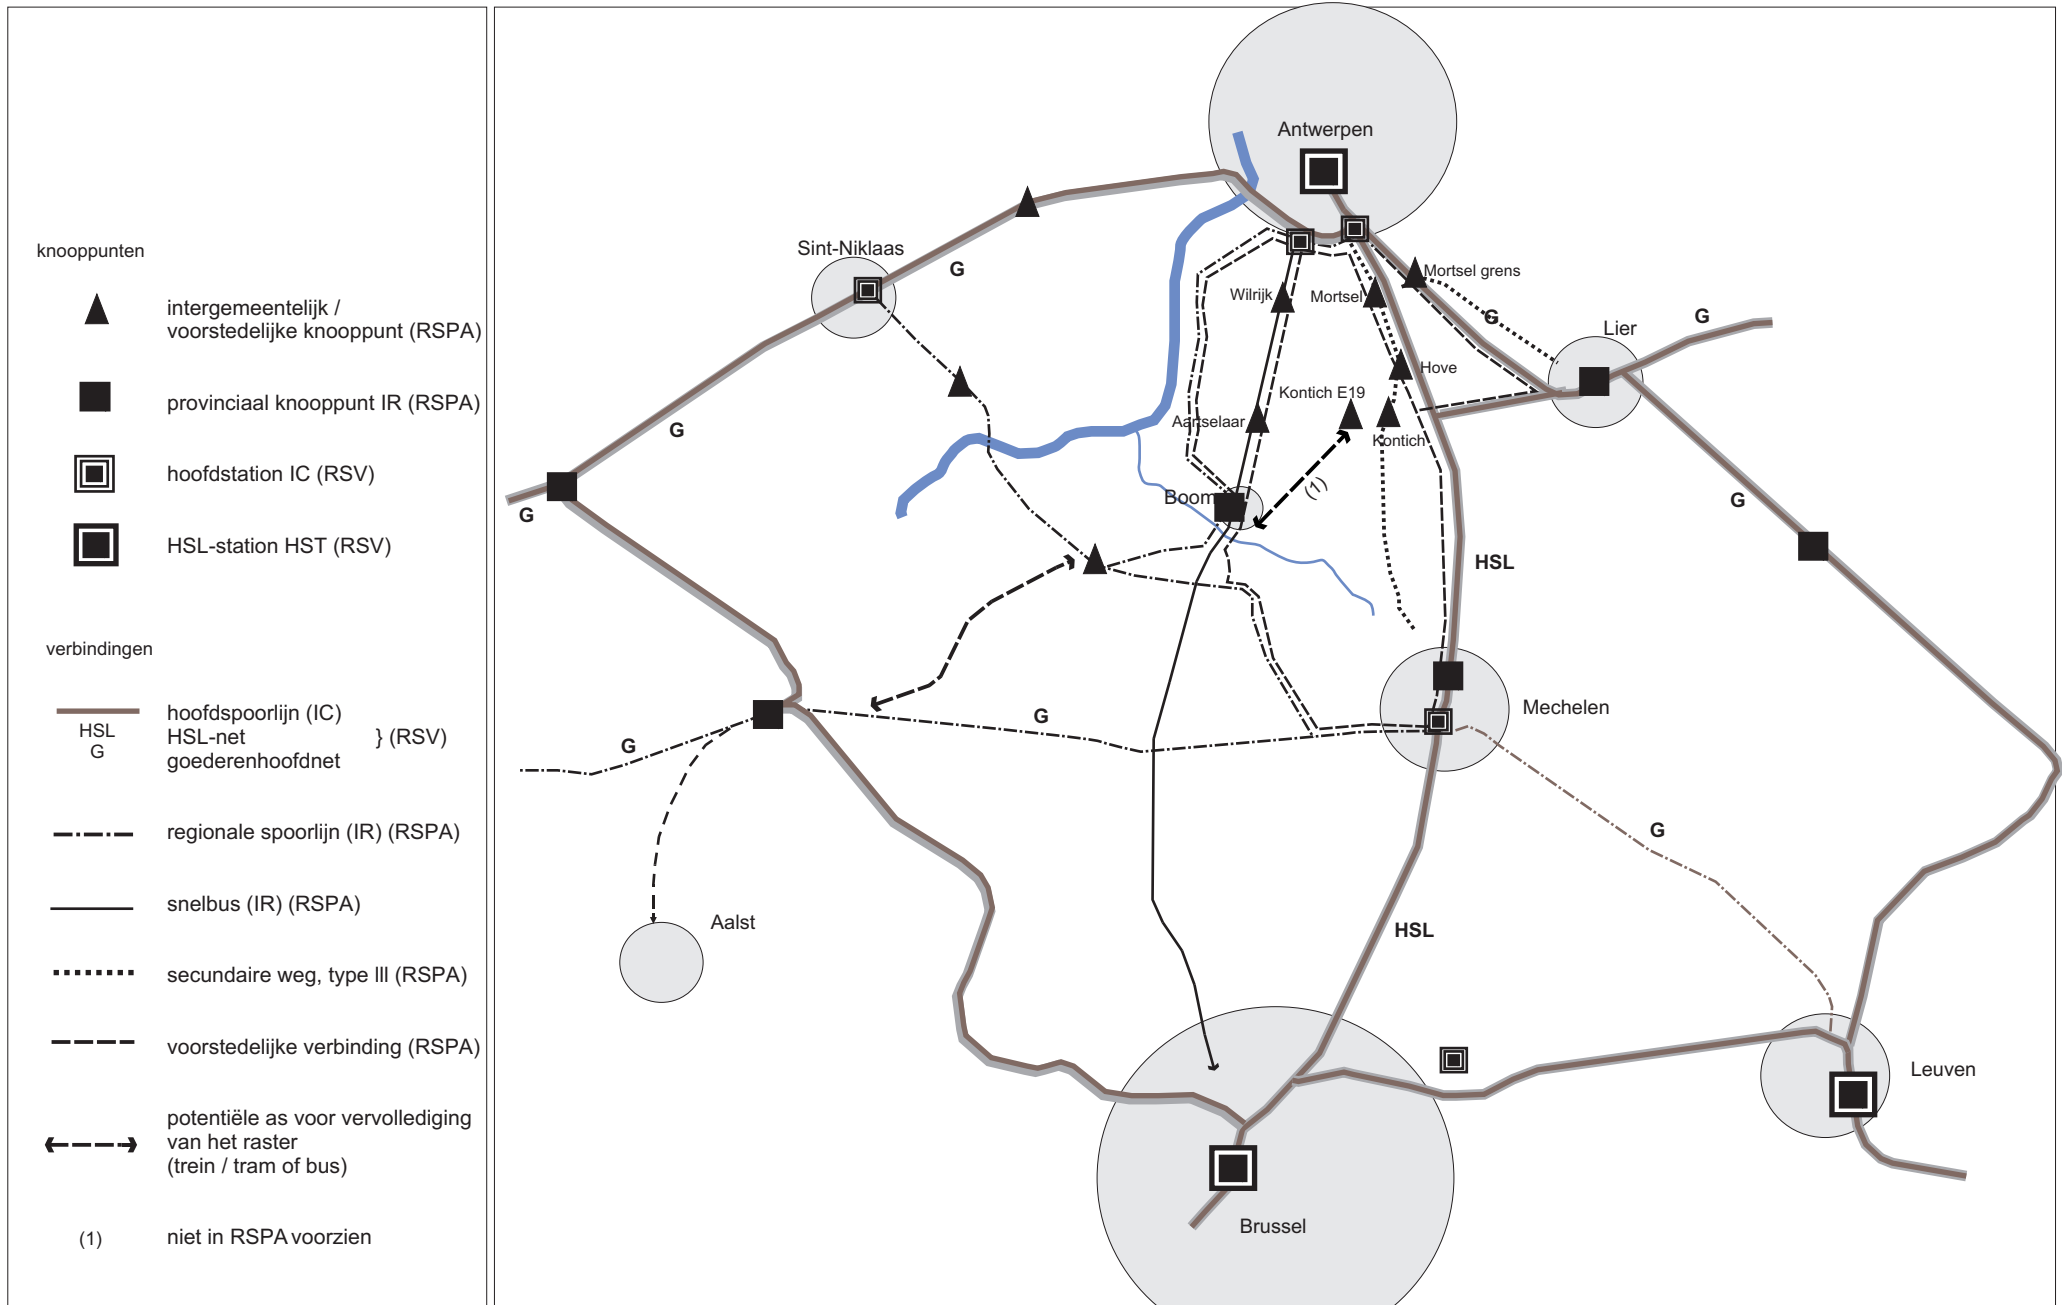 knooppunten
intergemeentelijk /
voorstedelijke knooppunt (RSPA)
provinciaal knooppunt IR (RSPA)
hoofdstation IC (RSV)
HSL-station HST (RSV)
verbindingen
hoofdspoorlijn (IC)
HSL HSL-net } (RSV)
G goederenhoofdnet
regionale spoorlijn (IR) (RSPA)
snelbus (IR) (RSPA)
secundaire weg, type III (RSPA)
voorstedelijke verbinding (RSPA)
potentiële as voor vervollediging
van het raster
(trein / tram of bus)
(1) niet in RSPA voorzien
Antwerpen
Sint-Niklaas
G
Mortsel grens
Wilrijk
Mortsel
G
G
Lier
Hove
Kontich E19
Aartselaar
Kontich
G
Boom
(1)
G
G
HSL
Mechelen
G
G
G
Aalst
HSL
Leuven
Brussel